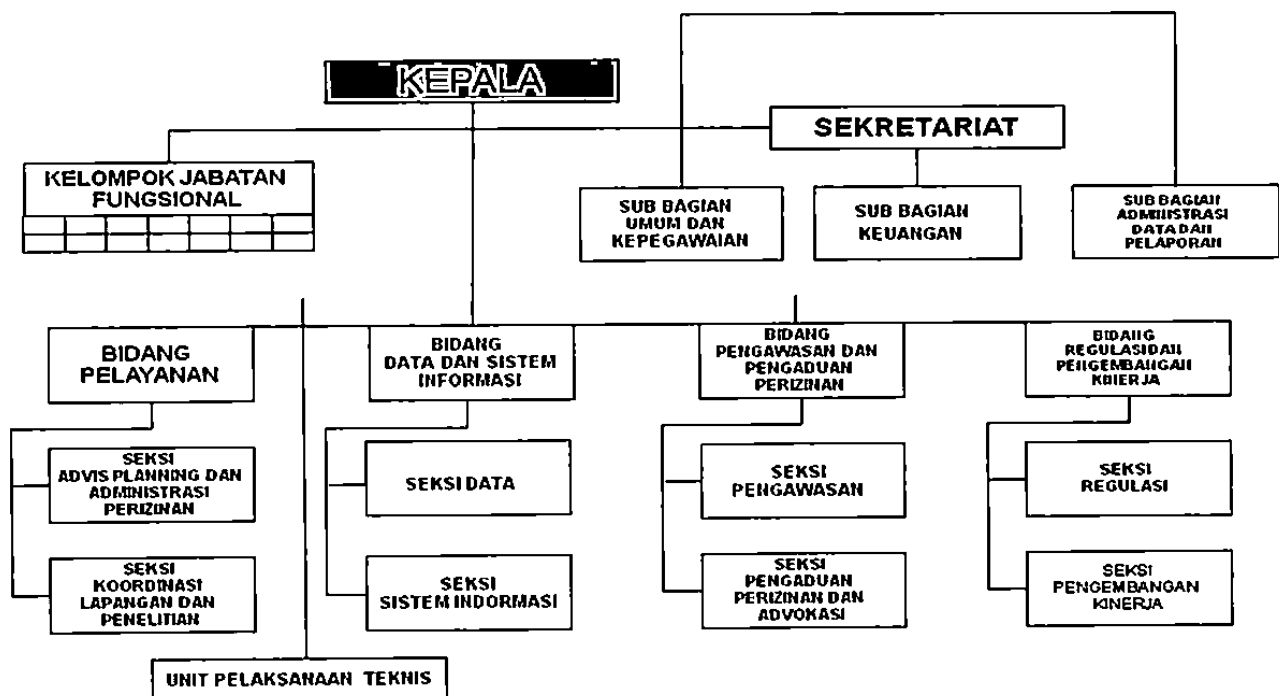 KEPALA
SEKRETARIAT
KELOMPOK JABATAN
FUNGSIONAL
SUB BAGIAN
UMUM DAN
KEPEGAWAIAN
SUB BAGIAN
KEUANGAN
SUB BAGIAN
ADMINISTRASI
DATA DAN
PELAPORAN
BIDANG
PELAYANAN
BIDANG
DATA DAN SISTEM
INFORMASI
BIDANG
PENGAWASAN DAN
PENGADUAN
PERIZINAN
BIDANG
REGULASI DAN
PENGEMBANGAN
KINERJA
SEKSI
ADVIS PLANNING DAN
ADMINISTRASI
PERIZINAN
SEKSI DATA
SEKSI
PENGAWASAN
SEKSI
REGULASI
SEKSI
KOORDINASI
LAPANGAN DAN
PENELITIAN
SEKSI
SISTEM INDORMASI
SEKSI
PENGADUAN
PERIZINAN DAN
ADVOKASI
SEKSI
PENGEMBANGAN
KINERJA
UNIT PELAKSANAAN TEKNIS